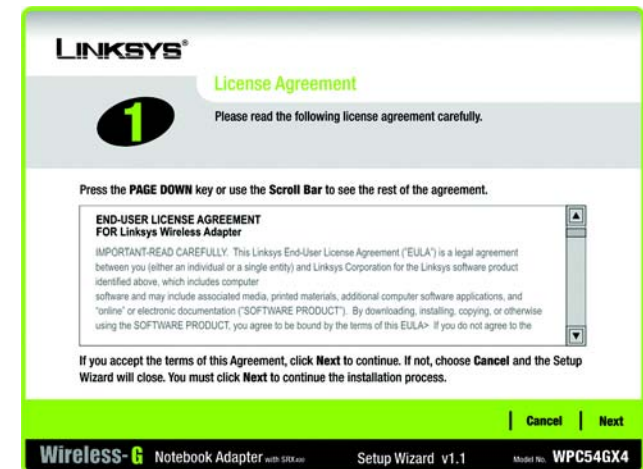 LINKSYS®
License Agreement
1
Please read the following license agreement carefully.
Press the PAGE DOWN key or use the Scroll Bar to see the rest of the agreement.
END-USER LICENSE AGREEMENT
FOR Linksys Wireless Adapter
IMPORTANT-READ CAREFULLY. This Linksys End-User License Agreement ("EULA") is a legal agreement
between you (either an individual or a single entity) and Linksys Corporation for the Linksys software product
identified above, which includes computer
software and may include associated media, printed materials, additional computer software applications, and
"online" or electronic documentation ("SOFTWARE PRODUCT"). By downloading, installing, copying, or otherwise
using the SOFTWARE PRODUCT, you agree to be bound by the terms of this EULA> If you do not agree to the
If you accept the terms of this Agreement, click Next to continue. If not, choose Cancel and the Setup
Wizard will close. You must click Next to continue the installation process.
Cancel Next
Wireless-G Notebook Adapter with SRX400 Setup Wizard v1.1 Model No. WPC54GX4